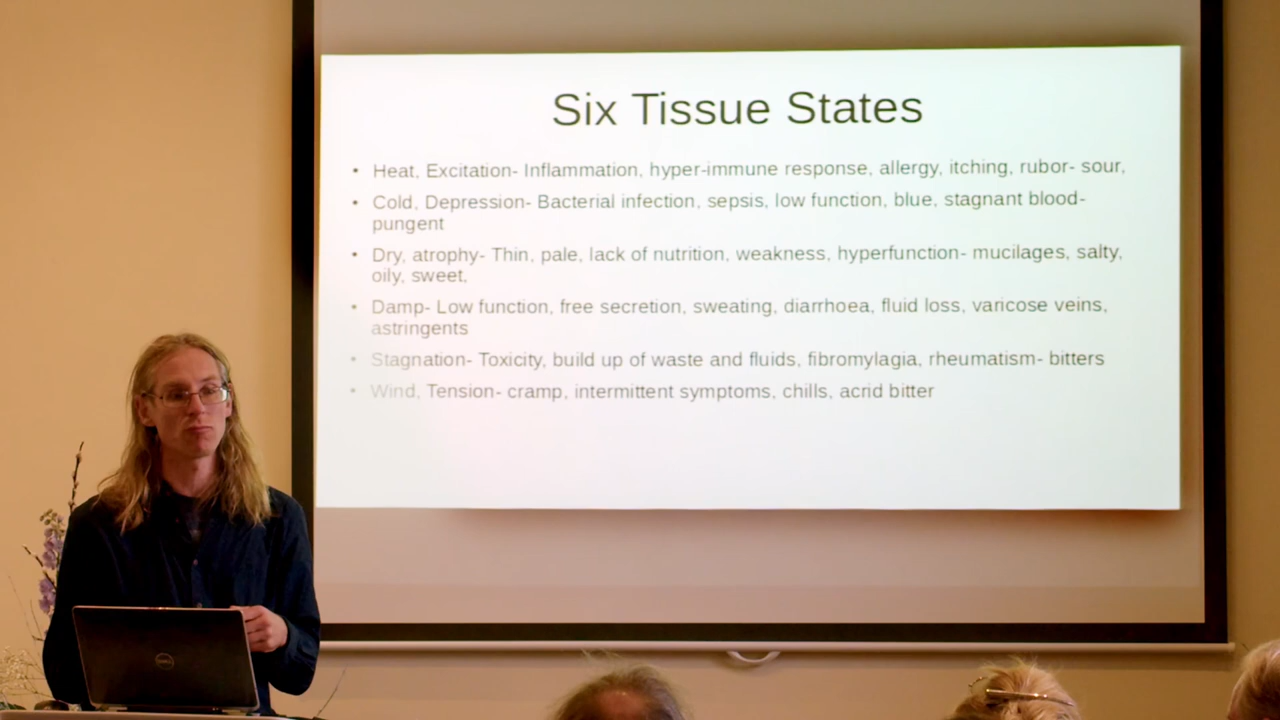 Six Tissue States
• Heat, Excitation- Inflammation, hyper-immune response, allergy, itching, rubor- sour,
• Cold, Depression- Bacterial infection, sepsis, low function, blue, stagnant blood-
pungent
• Dry, atrophy- Thin, pale, lack of nutrition, weakness, hyperfunction- mucilages, salty,
oily, sweet,
• Damp- Low function, free secretion, sweating, diarrhoea, fluid loss, varicose veins,
astringents
• Stagnation- Toxicity, build up of waste and fluids, fibromylagia, rheumatism- bitters
• Wind, Tension- cramp, intermittent symptoms, chills, acrid bitter
DELL